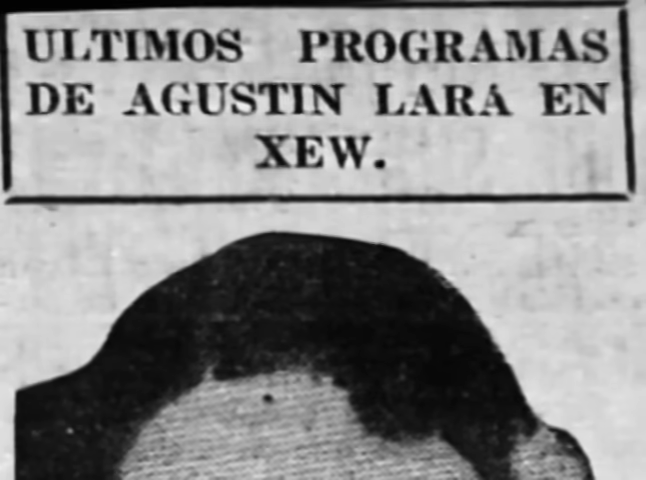 ULTIMOS PROGRAMAS
DE AGUSTIN LARA EN
XEW.